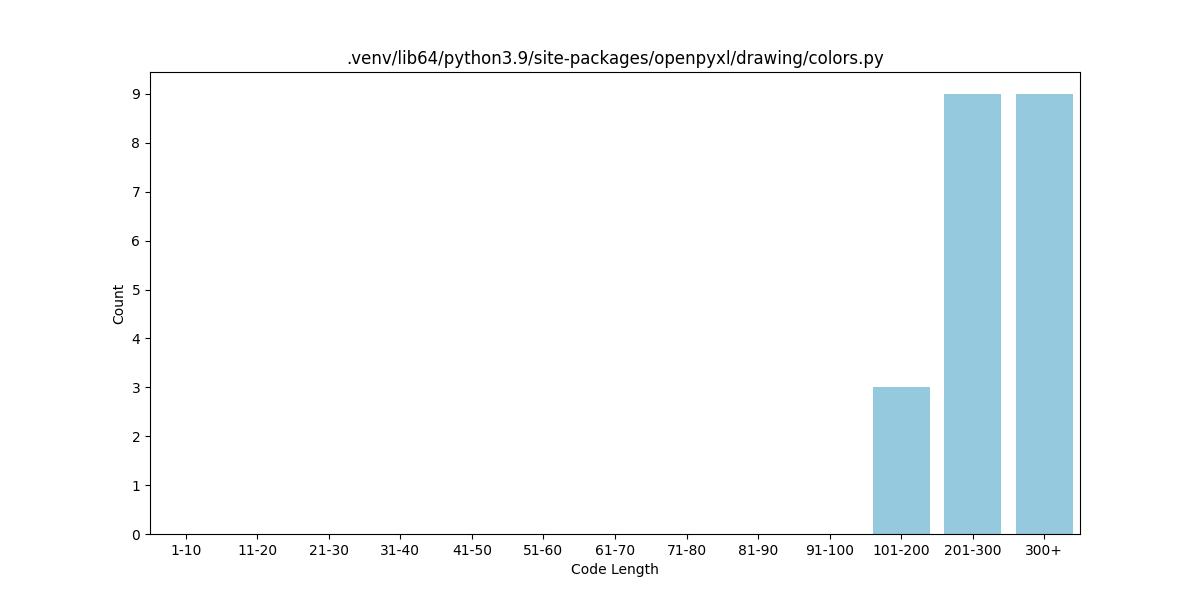 .venv/lib64/python3.9/site-packages/openpyxl/drawing/colors.py
Count
9
8
7
6
5
4
3
2
1
0
1-10 11-20 21-30 31-40 41-50 51-60 61-70 71-80 81-90 91-100 101-200 201-300 300+
Code Length